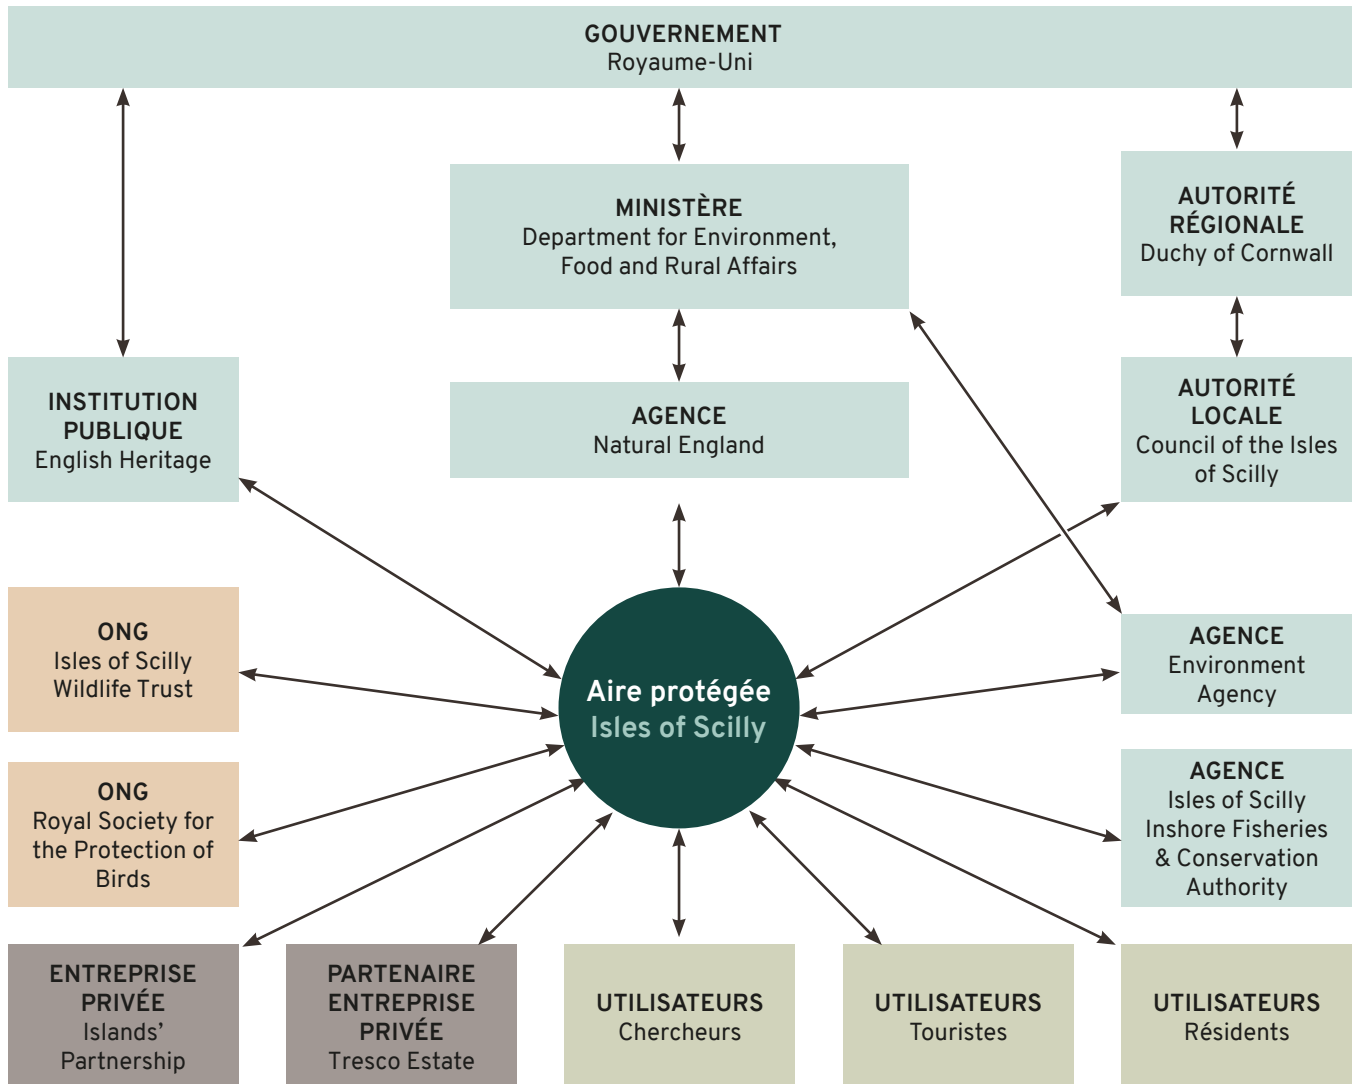 GOUVERNEMENT
Royaume-Uni
MINISTÈRE
Department for Environment,
Food and Rural Affairs
AUTORITÉ
RÉGIONALE
Duchy of Cornwall
INSTITUTION
PUBLIQUE
English Heritage
AGENCE
Natural England
AUTORITÉ
LOCALE
Council of the Isles
of Scilly
ONG
Isles of Scilly
Wildlife Trust
Aire protégée
Isles of Scilly
AGENCE
Environment
Agency
ONG
Royal Society for
the Protection of
Birds
AGENCE
Isles of Scilly
Inshore Fisheries
& Conservation
Authority
ENTREPRISE
PRIVÉE
Islands’
Partnership
PARTENAIRE
ENTREPRISE
PRIVÉE
Tresco Estate
UTILISATEURS
Chercheurs
UTILISATEURS
Touristes
UTILISATEURS
Résidents